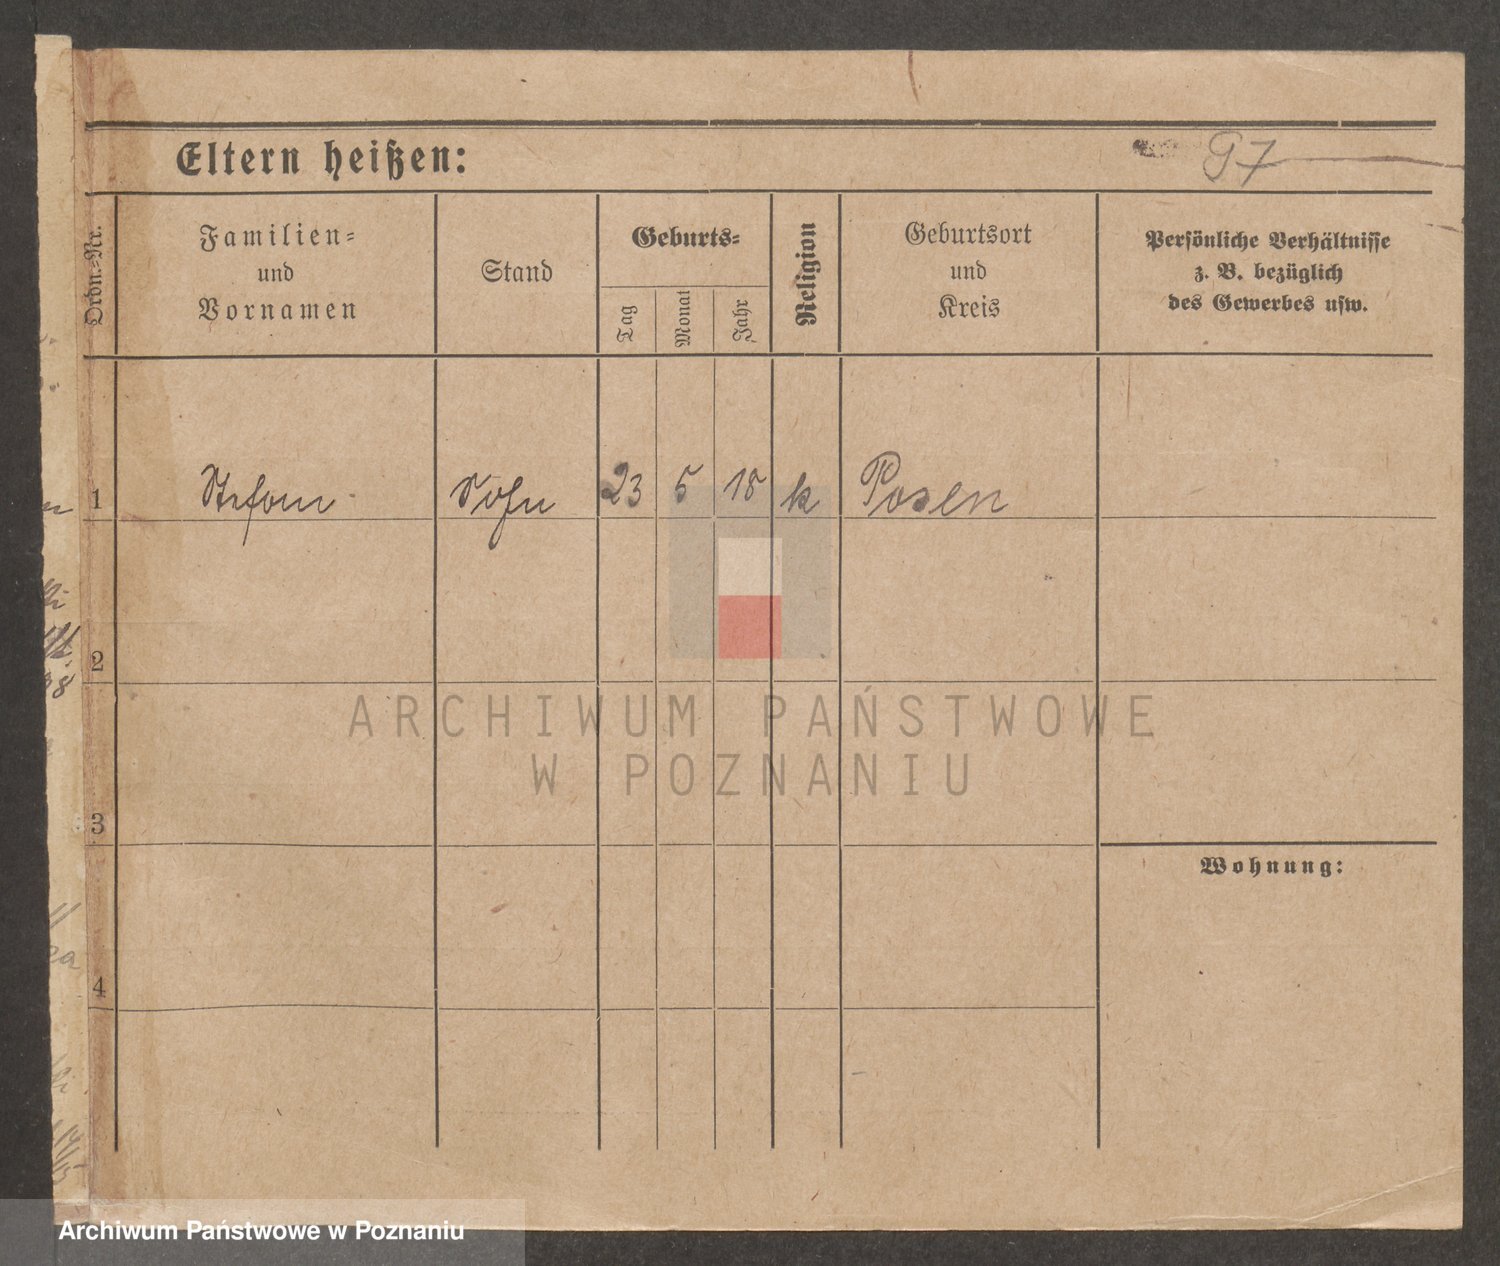 Eltern heißen:
97
Ordn.-Nr.
Familien-
und
Vornamen
Stand
Geburts-
Tag
Monat
Jahr
Religion
Geburtsort
und
Kreis
Persönliche Verhältnisse
z. B. bezüglich
des Gewerbes usw.
1 Stefan Sohn 23 5 18 k Posen
2
3
4
Wohnung:
ARCHIWUM PAŃSTWOWE
W POZNANIU
Archiwum Państwowe w Poznaniu